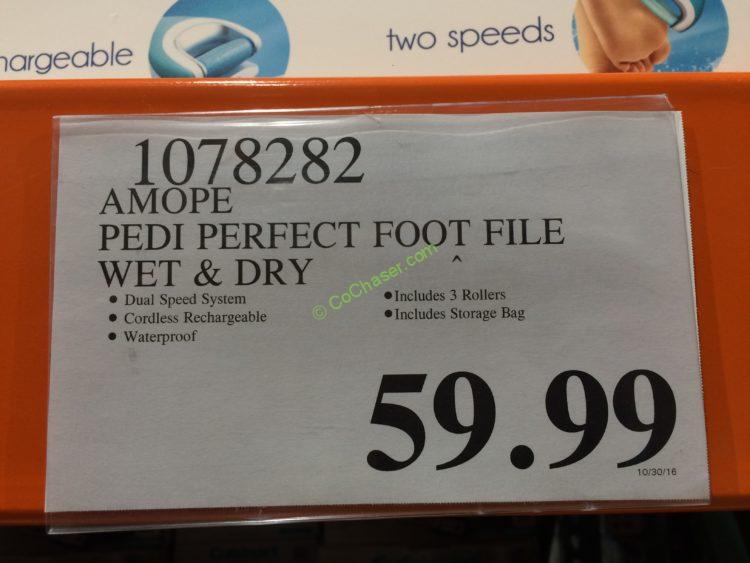 hargeable
two speeds
1078282
AMOPE
PEDI PERFECT FOOT FILE
^
WET & DRY
• Dual Speed System
• Cordless Rechargeable
• Waterproof
• Includes 3 Rollers
• Includes Storage Bag
© CoChaser.com
59.99
10/30/16